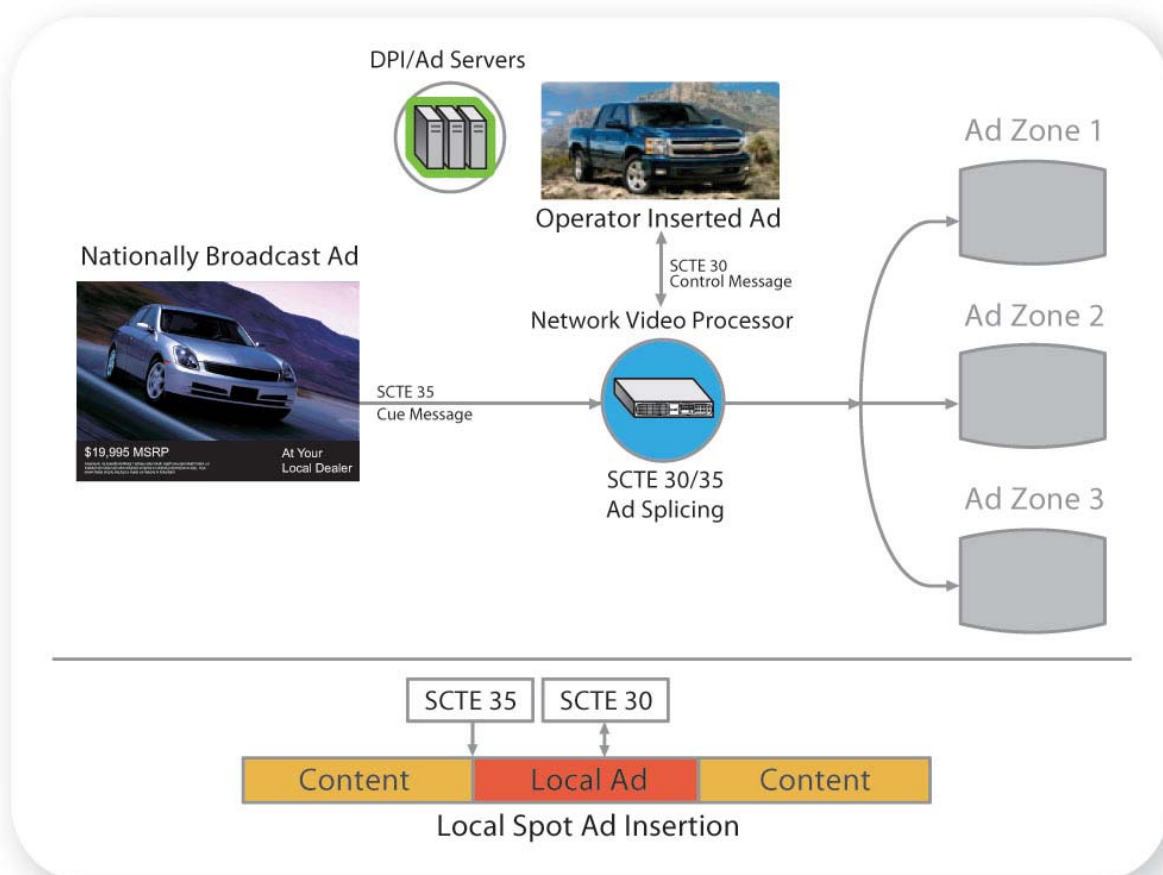 DPI/Ad Servers
Operator Inserted Ad
SCTE 30
Control Message
Nationally Broadcast Ad
$19,995 MSRP
At Your
Local Dealer
SCTE 35
Cue Message
Network Video Processor
SCTE 30/35
Ad Splicing
Ad Zone 1
Ad Zone 2
Ad Zone 3
SCTE 35
SCTE 30
Content
Local Ad
Content
Local Spot Ad Insertion